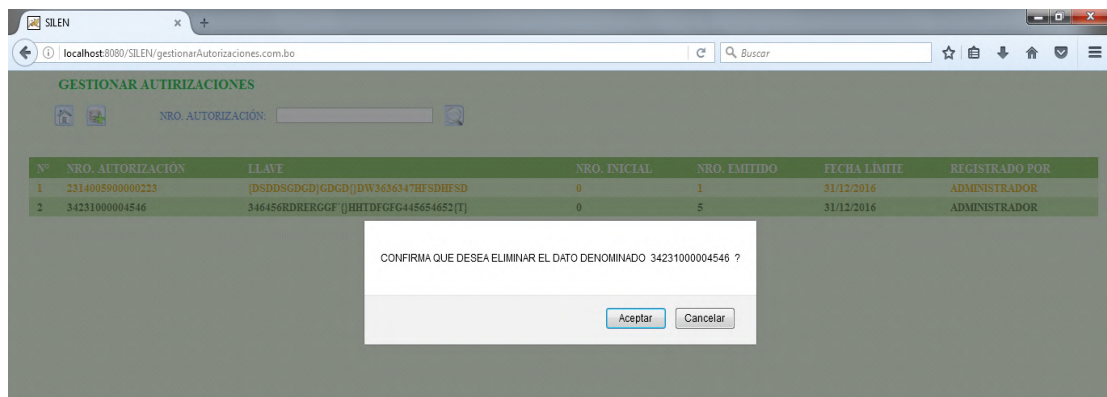 SILEN
localhost:8080/SILEN/gestionarAutorizaciones.com.bo
Buscar
GESTIONAR AUTIRIZACIONES
NRO. AUTORIZACIÓN:
Nº NRO. AUTORIZACIÓN LLAVE NRO. INICIAL NRO. EMITIDO FECHA LÍMITE REGISTRADO POR
1 2314005900000223 0 1 31/12/2016 ADMINISTRADOR
2 34231000004546 0 5 31/12/2016 ADMINISTRADOR
CONFIRMA QUE DESEA ELIMINAR EL DATO DENOMINADO 34231000004546 ?
Aceptar Cancelar